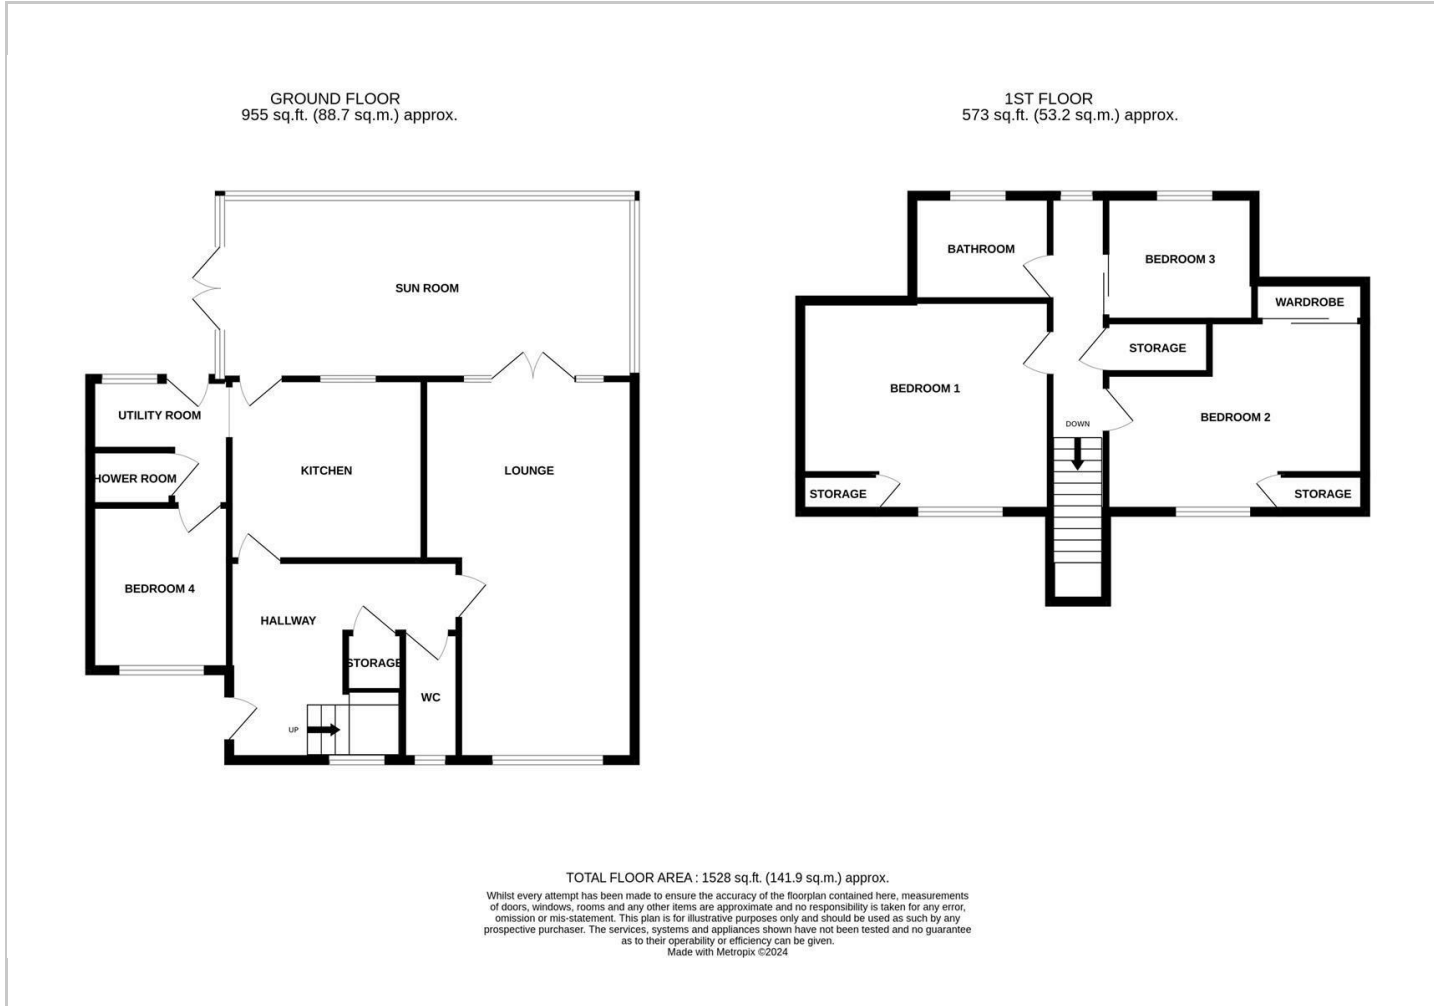 GROUND FLOOR
955 sq.ft. (88.7 sq.m.) approx.
SUN ROOM
UTILITY ROOM
HOWER ROOM
KITCHEN
LOUNGE
BEDROOM 4
HALLWAY
STORAGE
WC
UP
1ST FLOOR
573 sq.ft. (53.2 sq.m.) approx.
BATHROOM
BEDROOM 3
WARDROBE
STORAGE
BEDROOM 1
BEDROOM 2
DOWN
STORAGE
STORAGE
TOTAL FLOOR AREA : 1528 sq.ft. (141.9 sq.m.) approx.
Whilst every attempt has been made to ensure the accuracy of the floorplan contained here, measurements
of doors, windows, rooms and any other items are approximate and no responsibility is taken for any error,
omission or mis-statement. This plan is for illustrative purposes only and should be used as such by any
prospective purchaser. The services, systems and appliances shown have not been tested and no guarantee
as to their operability or efficiency can be given.
Made with Metropix ©2024